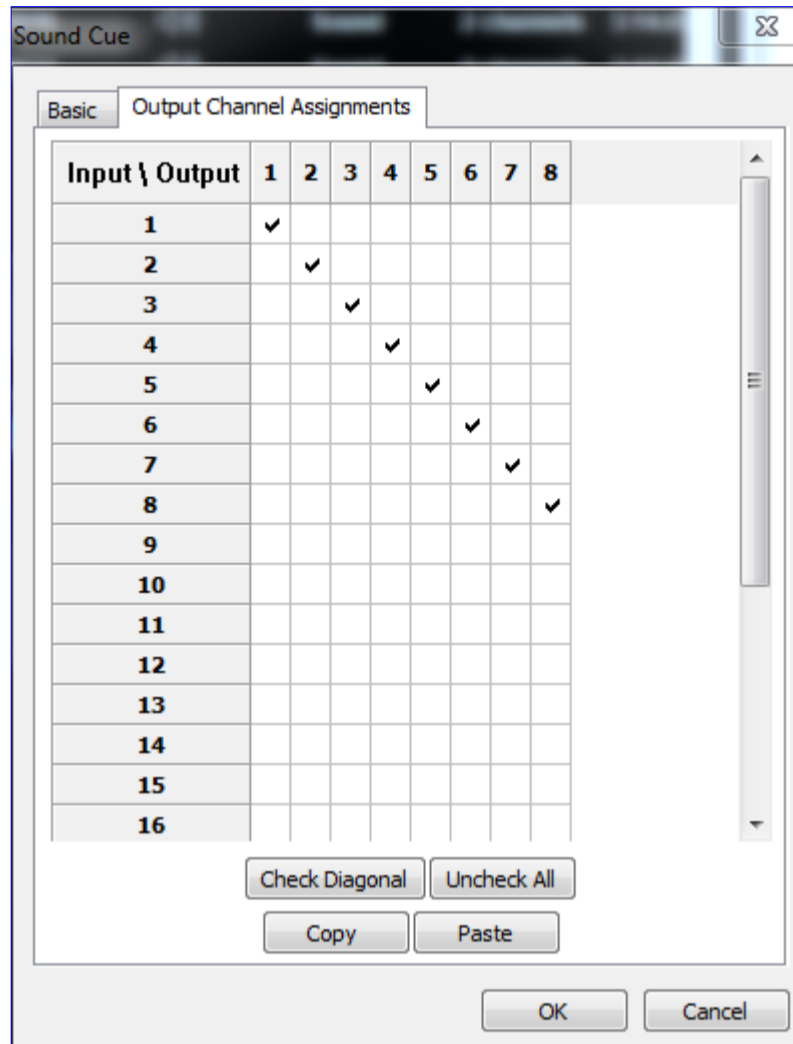 Sound Cue
Basic Output Channel Assignments
Input \ Output 1 2 3 4 5 6 7 8
1
2
3
4
5
6
7
8
9
10
11
12
13
14
15
16
Check Diagonal Uncheck All
Copy Paste
OK Cancel